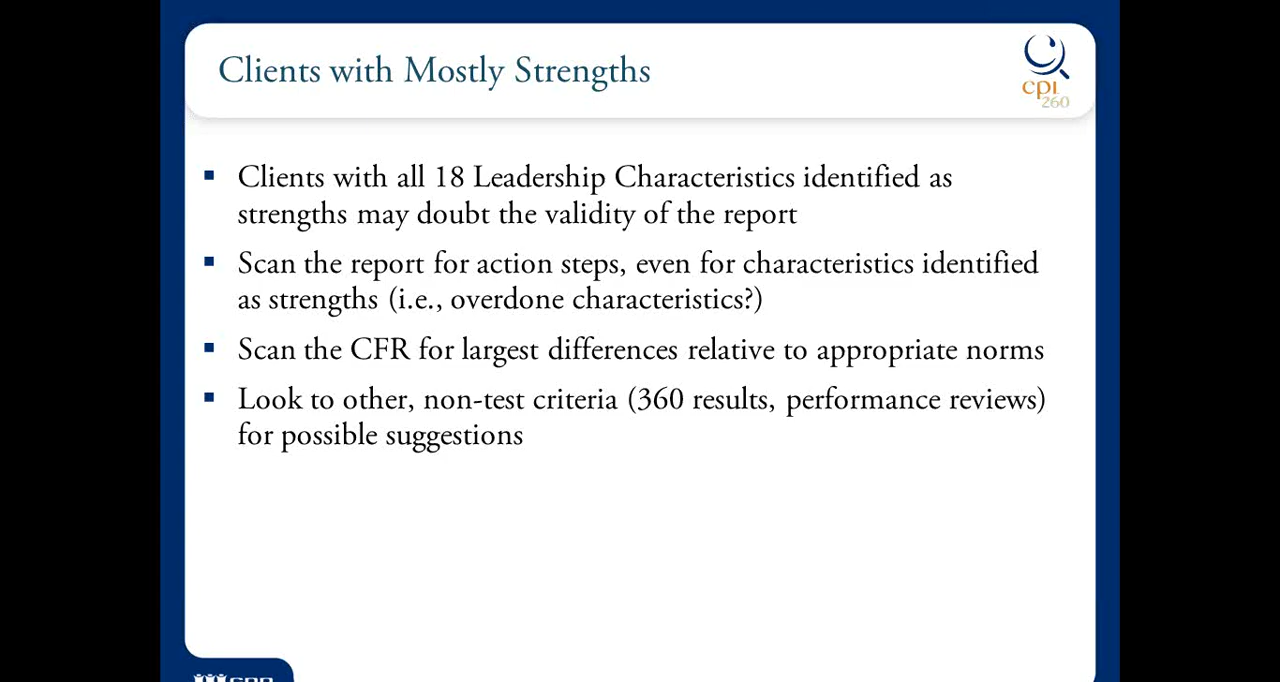 Clients with Mostly Strengths
cpi
260
▪ Clients with all 18 Leadership Characteristics identified as
strengths may doubt the validity of the report
▪ Scan the report for action steps, even for characteristics identified
as strengths (i.e., overdone characteristics?)
▪ Scan the CFR for largest differences relative to appropriate norms
▪ Look to other, non-test criteria (360 results, performance reviews)
for possible suggestions